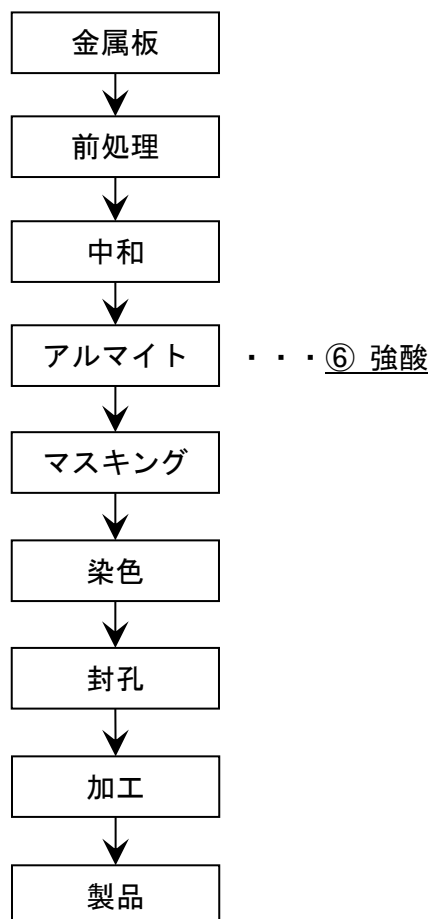 金属板
前処理
中和
アルマイト ・・・⑥ 強酸
マスキング
染色
封孔
加工
製品